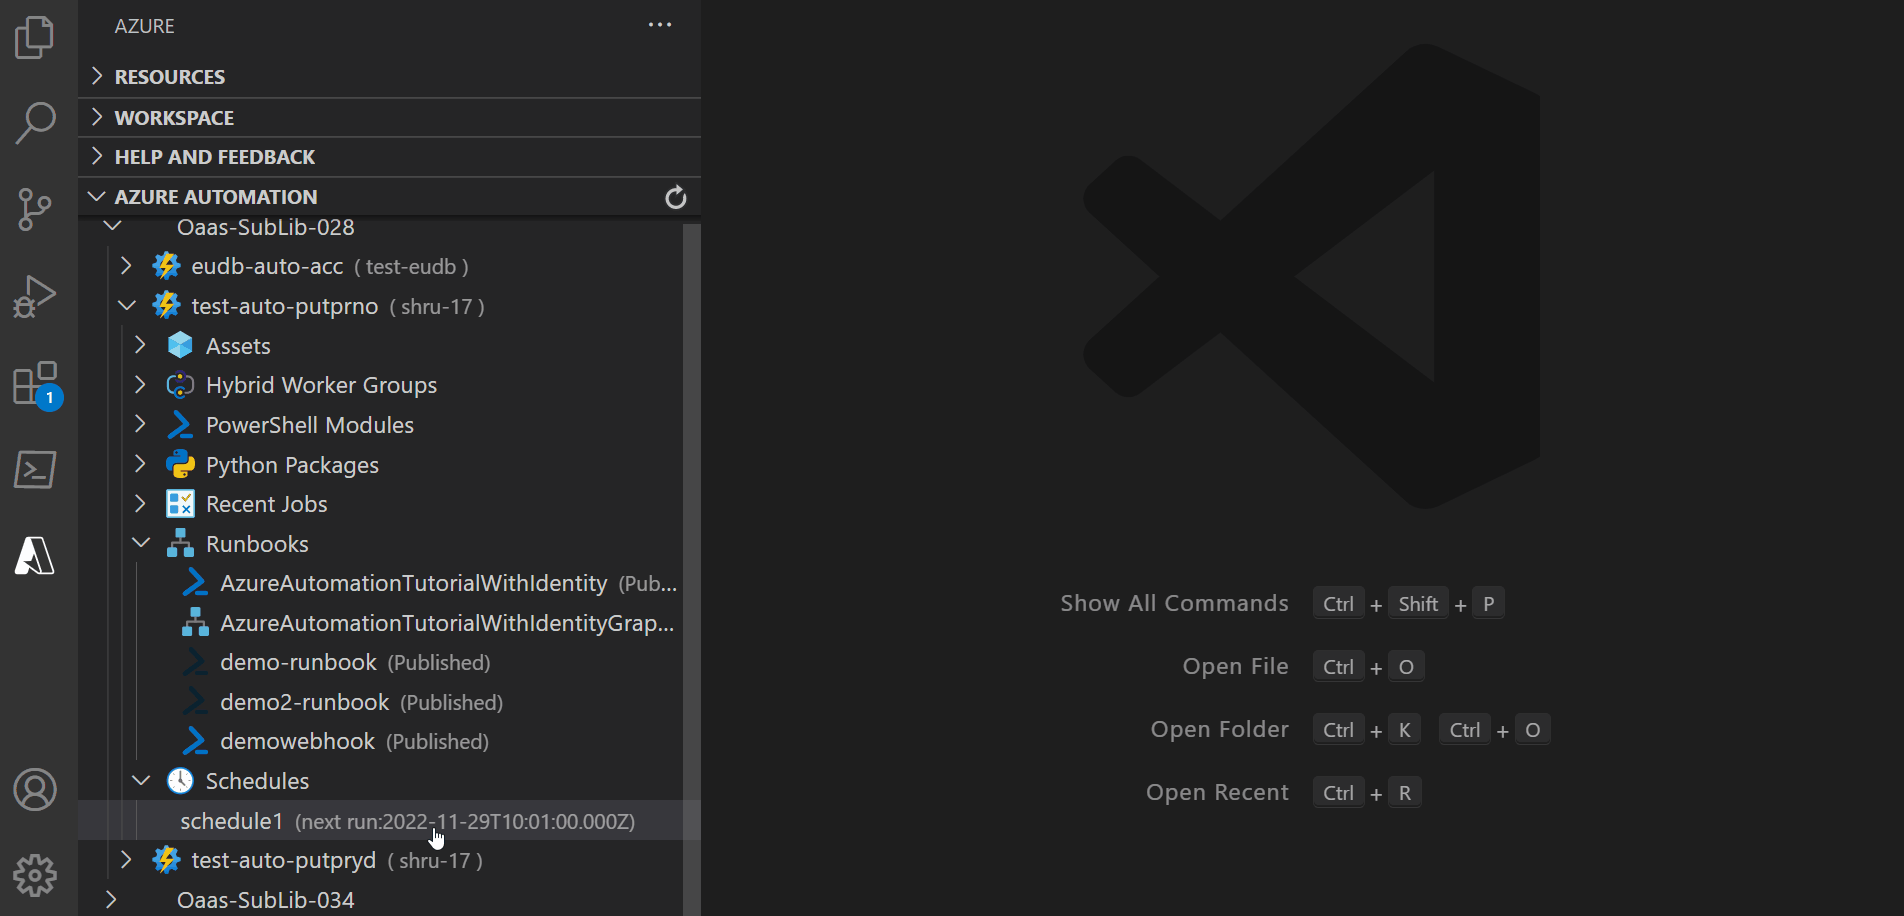 AZURE
RESOURCES
WORKSPACE
HELP AND FEEDBACK
AZURE AUTOMATION
Oaas-SubLib-028
eudb-auto-acc ( test-eudb )
test-auto-putprno ( shru-17 )
Assets
Hybrid Worker Groups
PowerShell Modules
Python Packages
Recent Jobs
Runbooks
AzureAutomationTutorialWithIdentity (Pub...
AzureAutomationTutorialWithIdentityGrap...
demo-runbook (Published)
demo2-runbook (Published)
demowebhook (Published)
Schedules
schedule1 (next run:2022-11-29T10:01:00.000Z)
test-auto-putpryd ( shru-17 )
Oaas-SubLib-034
1
Show All Commands Ctrl + Shift + P
Open File Ctrl + O
Open Folder Ctrl + K Ctrl + O
Open Recent Ctrl + R